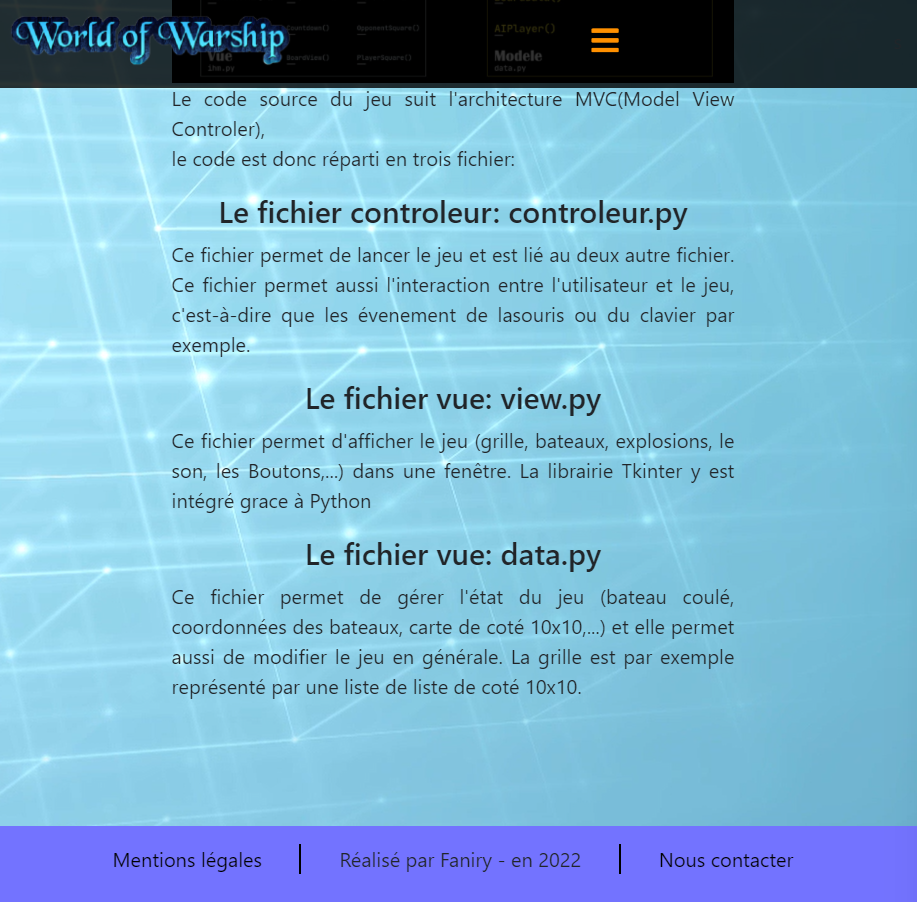 World of Warship
Countdown()
OpponentSquare()
AIPlayer()
Vue
BoardView()
PlayerSquare()
Modele
ihm.py
data.py
Le code source du jeu suit l'architecture MVC(Model View
Controler),
le code est donc réparti en trois fichier:
Le fichier controleur: controleur.py
Ce fichier permet de lancer le jeu et est lié au deux autre fichier.
Ce fichier permet aussi l'interaction entre l'utilisateur et le jeu,
c'est-à-dire que les évenement de lasouris ou du clavier par
exemple.
Le fichier vue: view.py
Ce fichier permet d'afficher le jeu (grille, bateaux, explosions, le
son, les Boutons,...) dans une fenêtre. La librairie Tkinter y est
intégré grace à Python
Le fichier vue: data.py
Ce fichier permet de gérer l'état du jeu (bateau coulé,
coordonnées des bateaux, carte de coté 10x10,...) et elle permet
aussi de modifier le jeu en générale. La grille est par exemple
représenté par une liste de liste de coté 10x10.
Mentions légales
Réalisé par Faniry - en 2022
Nous contacter